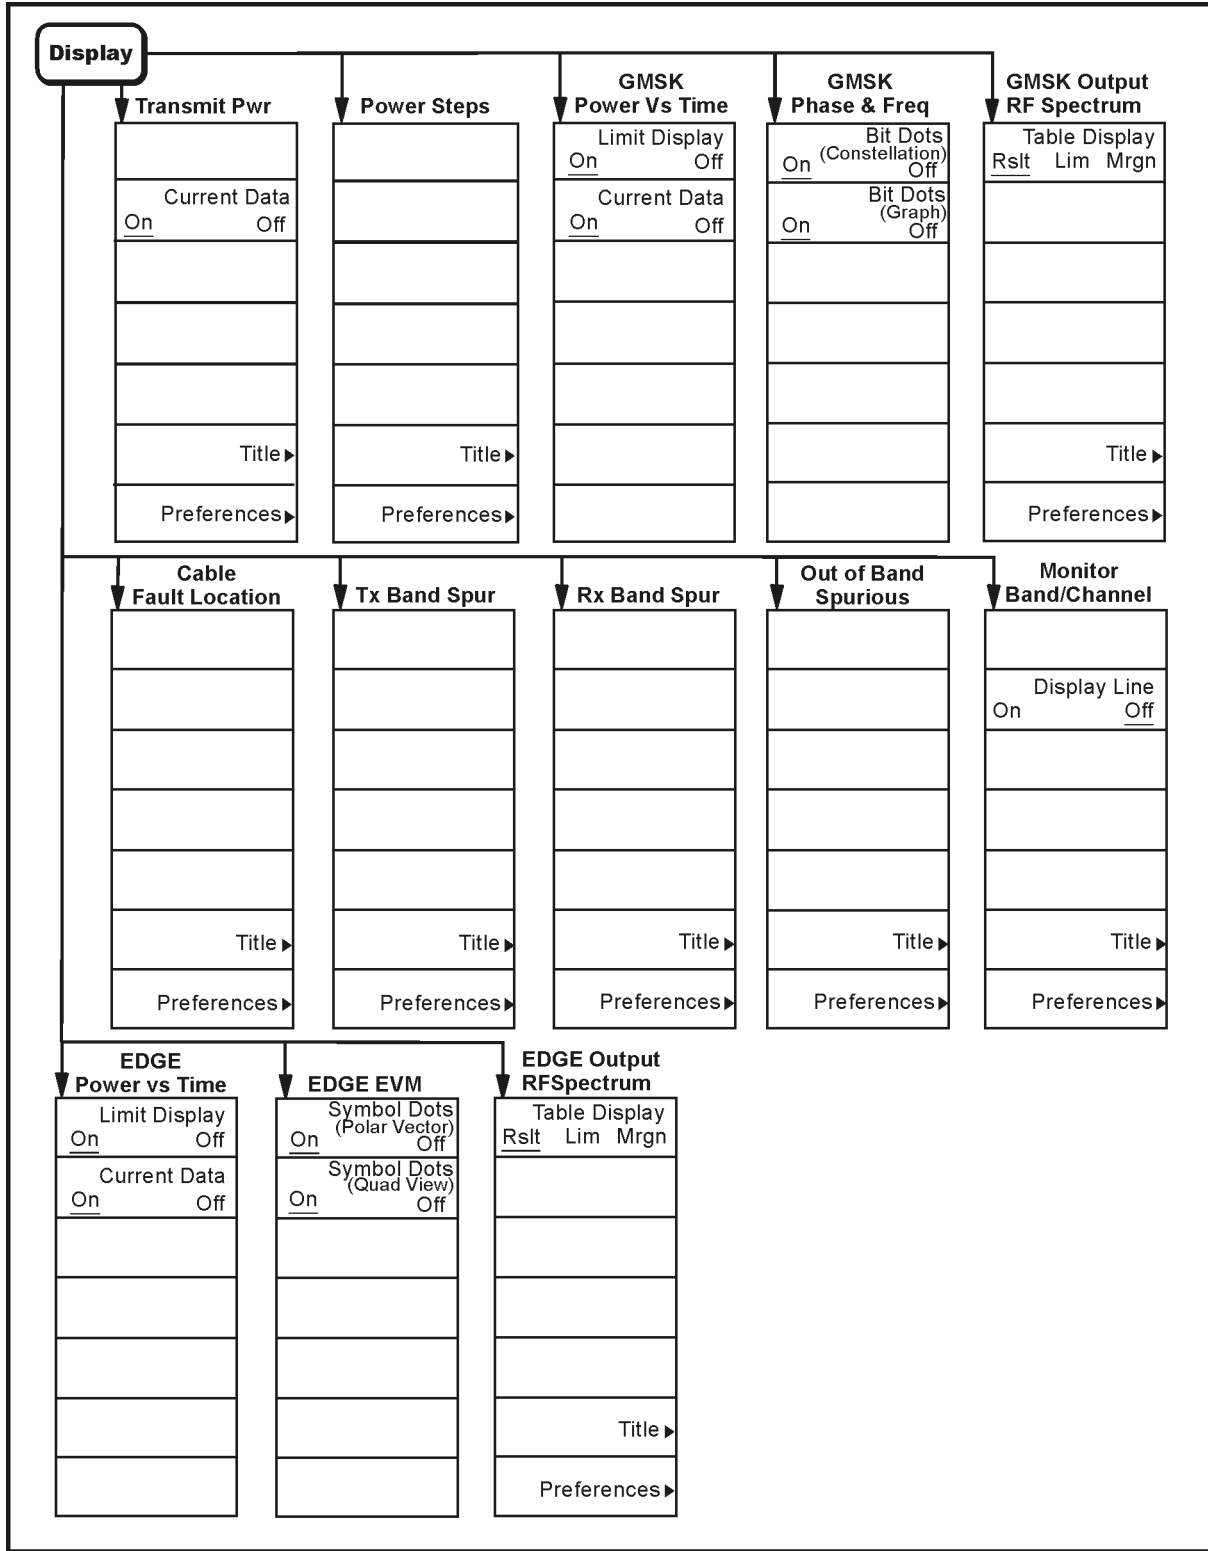 Display
Transmit Pwr
Current Data
On Off
Title
Preferences
Power Steps
Title
Preferences
GMSK
Power Vs Time
Limit Display
On Off
Current Data
On Off
GMSK
Phase & Freq
Bit Dots
(Constellation)
On Off
Bit Dots
(Graph)
On Off
GMSK Output
RF Spectrum
Table Display
Rslt Lim Mrgn
Title
Preferences
Cable
Fault Location
Title
Preferences
Tx Band Spur
Title
Preferences
Rx Band Spur
Title
Preferences
Out of Band
Spurious
Title
Preferences
Monitor
Band/Channel
Display Line
On Off
Title
Preferences
EDGE
Power vs Time
Limit Display
On Off
Current Data
On Off
EDGE EVM
Symbol Dots
(Polar Vector)
On Off
Symbol Dots
(Quad View)
On Off
EDGE Output
RFSpectrum
Table Display
Rslt Lim Mrgn
Title
Preferences